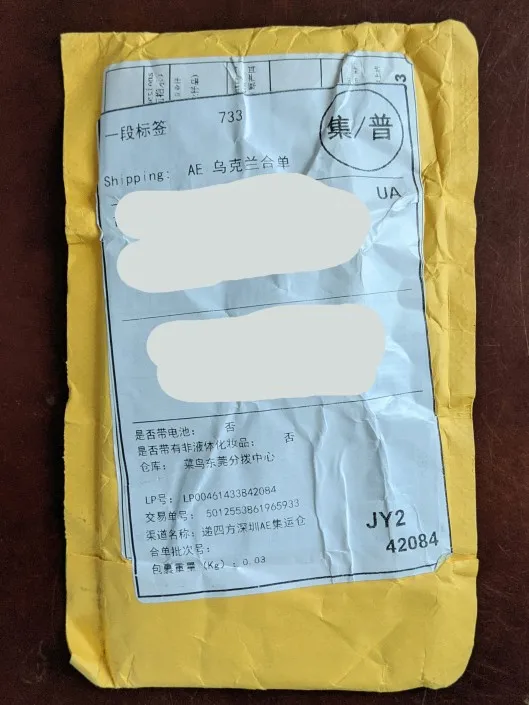 3
一段标签 733
集/普
Shipping: AE 乌克兰合单
UA
是否带电池: 否
是否带有非液体化妆品: 否
仓库: 菜鸟东莞分拨中心
LP号: LP00461433842084
交易单号: 5012553861965933
渠道名称: 递四方深圳AE集运仓
合单批次号:
包裹重量 (Kg) : 0.03
JY2
42084